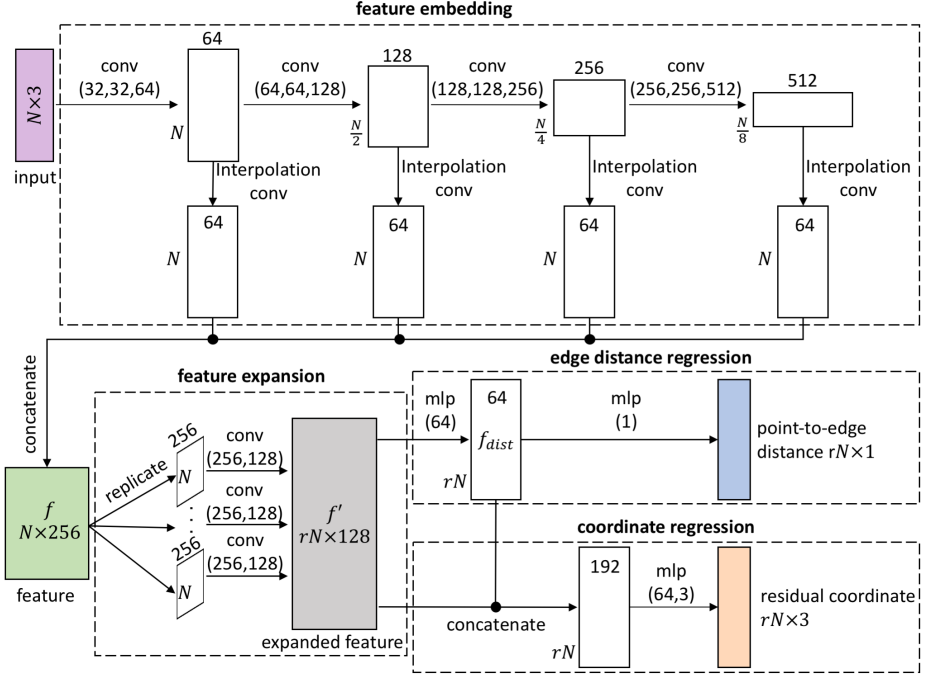 feature embedding
N×3
input
conv
(32,32,64)
64
N
conv
(64,64,128)
128
N/2
conv
(128,128,256)
256
N/4
conv
(256,256,512)
512
N/8
Interpolation
conv
Interpolation
conv
Interpolation
conv
Interpolation
conv
64
N
64
N
64
N
64
N
concatenate
f
N×256
feature
feature expansion
replicate
256
N
conv
(256,128)
conv
(256,128)
⋮
256
N
conv
(256,128)
f′
rN×128
expanded feature
edge distance regression
mlp
(64)
64
f_dist
rN
mlp
(1)
point-to-edge
distance rN×1
coordinate regression
concatenate
192
rN
mlp
(64,3)
residual coordinate
rN×3